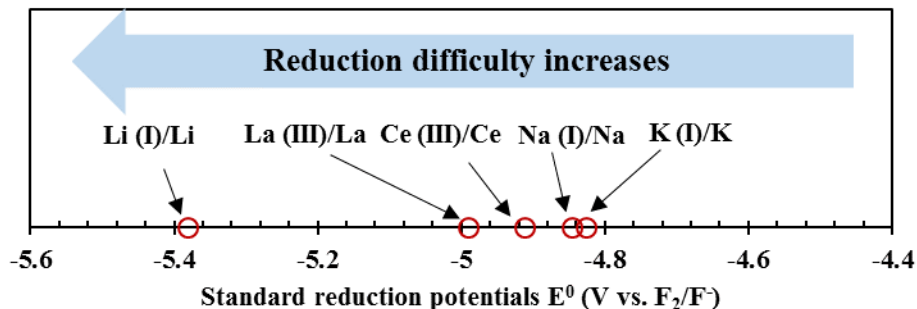 Reduction difficulty increases
Li (I)/Li La (III)/La Ce (III)/Ce Na (I)/Na K (I)/K
-5.6 -5.4 -5.2 -5 -4.8 -4.6 -4.4
Standard reduction potentials E⁰ (V vs. F₂/F⁻)